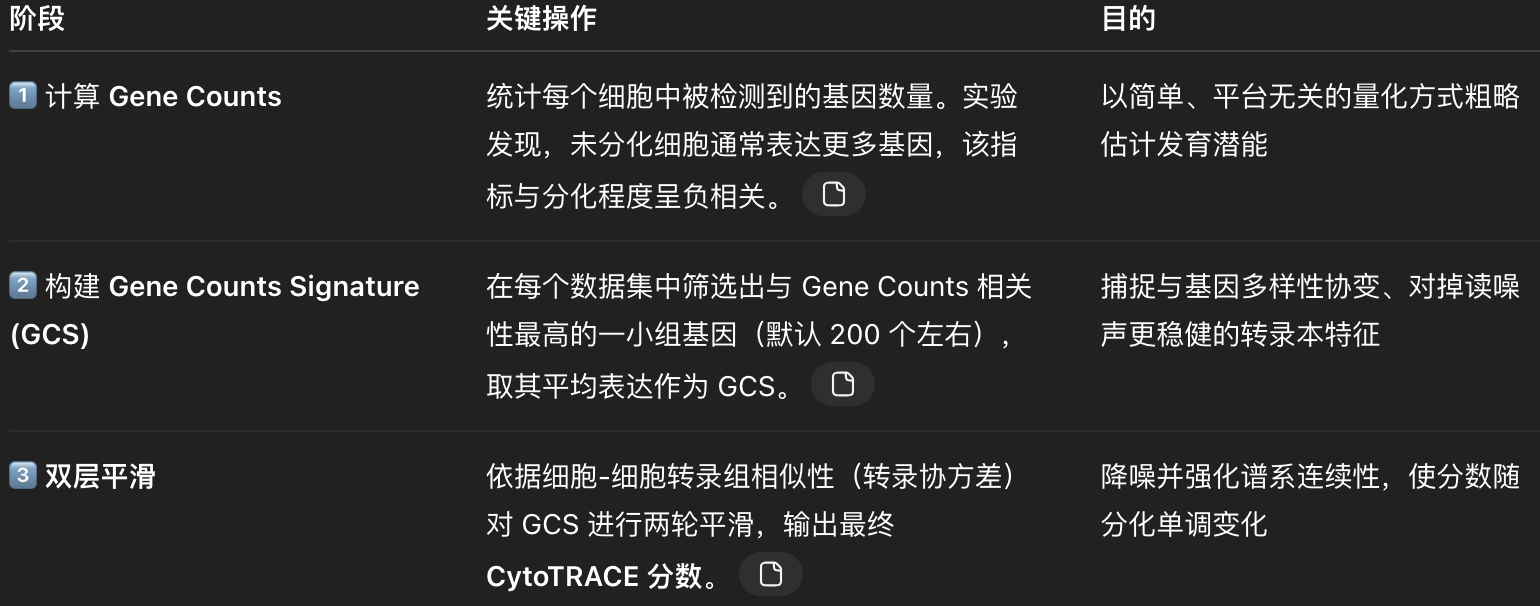 阶段 关键操作 目的
1 计算 Gene Counts
统计每个细胞中被检测到的基因数量。实验
发现，未分化细胞通常表达更多基因，该指
标与分化程度呈负相关。
以简单、平台无关的量化方式粗略
估计发育潜能
2 构建 Gene Counts Signature
(GCS)
在每个数据集中筛选出与 Gene Counts 相关
性最高的一小组基因（默认 200 个左右），
取其平均表达作为 GCS。
捕捉与基因多样性协变、对掉读噪
声更稳健的转录本特征
3 双层平滑
依据细胞-细胞转录组相似性（转录协方差）
对 GCS 进行两轮平滑，输出最终
CytoTRACE 分数。
降噪并强化谱系连续性，使分数随
分化单调变化